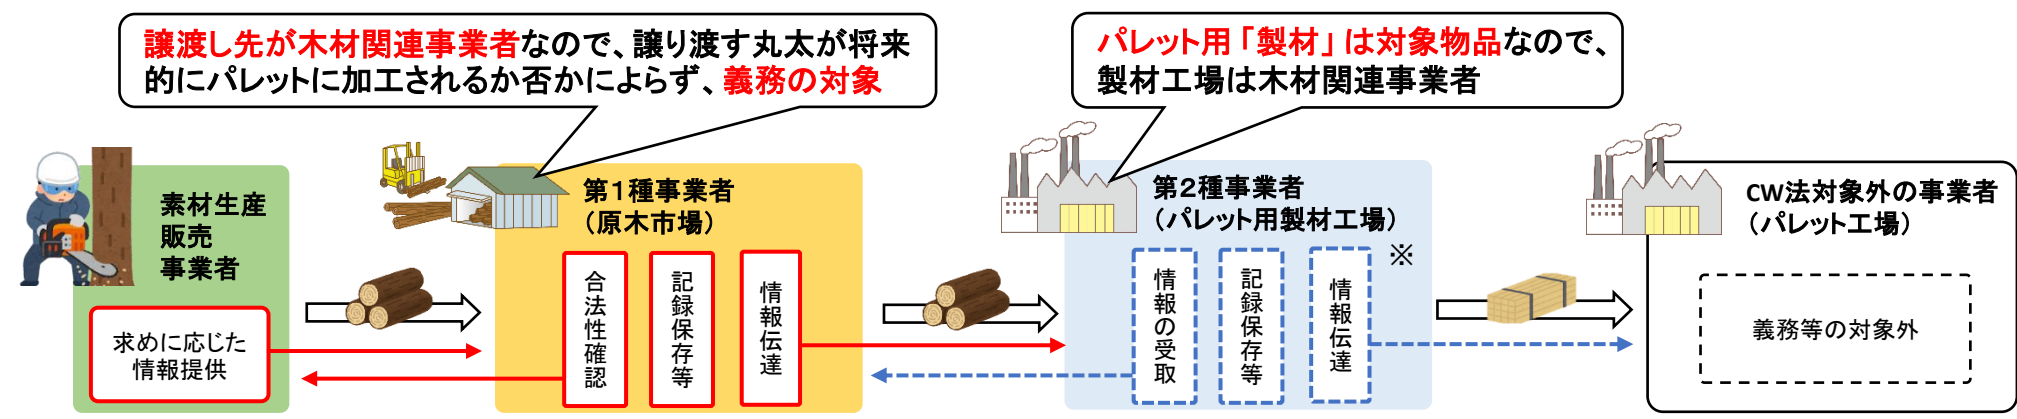 譲渡し先が木材関連事業者なので、譲り渡す丸太が将来
的にパレットに加工されるか否かによらず、義務の対象
パレット用「製材」は対象物品なので、
製材工場は木材関連事業者
素材生産
販売
事業者
求めに応じた
情報提供
第1種事業者
(原木市場)
合法性確認
記録保存等
情報伝達
第2種事業者
(パレット用製材工場)
※
情報の受取
記録保存等
情報伝達
CW法対象外の事業者
(パレット工場)
義務等の対象外